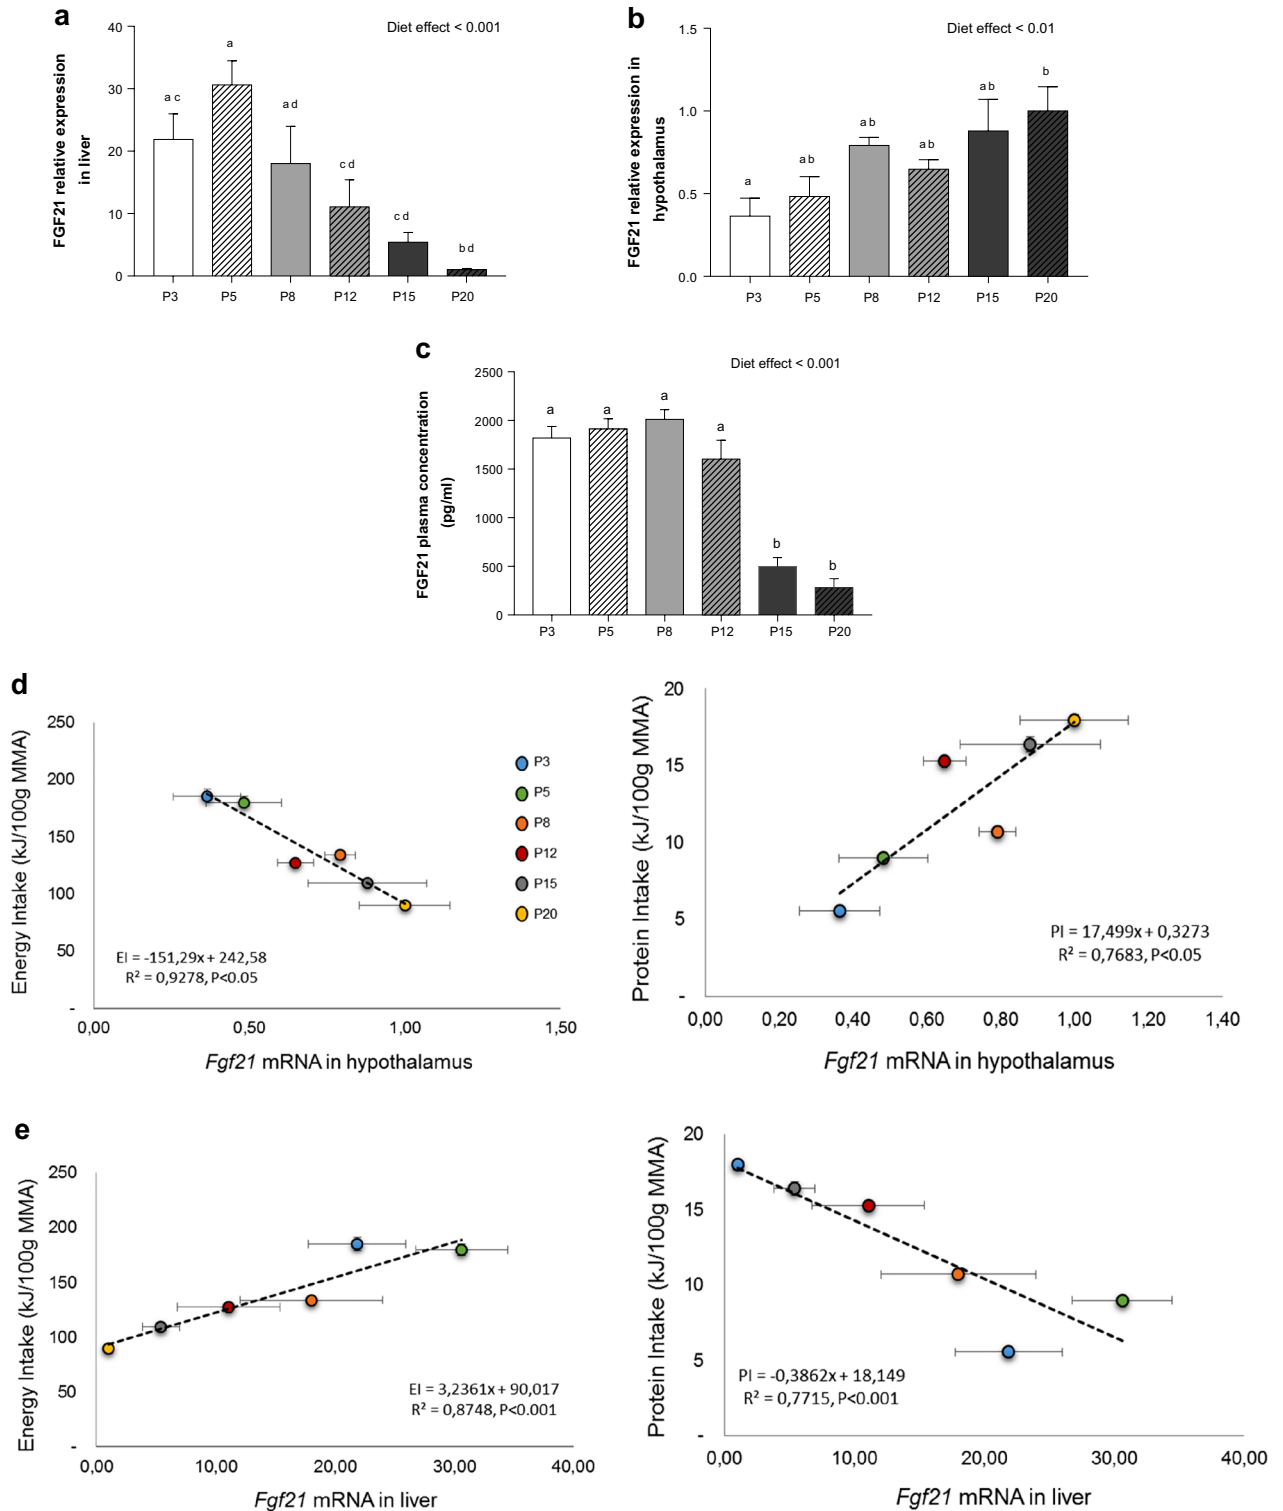 a
Diet effect < 0.001
FGF21 relative expression
in liver
40
30
20
10
0
a c
a
a d
c d
c d
b d
P3 P5 P8 P12 P15 P20
b
Diet effect < 0.01
FGF21 relative expression in
hypothalamus
1.5
1.0
0.5
0.0
a
a b
a b
a b
a b
b
P3 P5 P8 P12 P15 P20
c
Diet effect < 0.001
FGF21 plasma concentration
(pg/ml)
2500
2000
1500
1000
500
0
a
a
a
a
b
b
P3 P5 P8 P12 P15 P20
d
Energy Intake (kJ/100g MMA)
250
200
150
100
50
-
P3
P5
P8
P12
P15
P20
EI = -151,29x + 242,58
R² = 0,9278, P<0.05
0,00 0,50 1,00 1,50
Fgf21 mRNA in hypothalamus
Protein Intake (kJ/100g MMA)
20
15
10
5
-
PI = 17,499x + 0,3273
R² = 0,7683, P<0.05
0,00 0,20 0,40 0,60 0,80 1,00 1,20 1,40
Fgf21 mRNA in hypothalamus
e
Energy Intake (kJ/100g MMA)
250
200
150
100
50
-
EI = 3,2361x + 90,017
R² = 0,8748, P<0.001
0,00 10,00 20,00 30,00 40,00
Fgf21 mRNA in liver
Protein Intake (kJ/100g MMA)
20
15
10
5
-
PI = -0,3862x + 18,149
R² = 0,7715, P<0.001
0,00 10,00 20,00 30,00 40,00
Fgf21 mRNA in liver